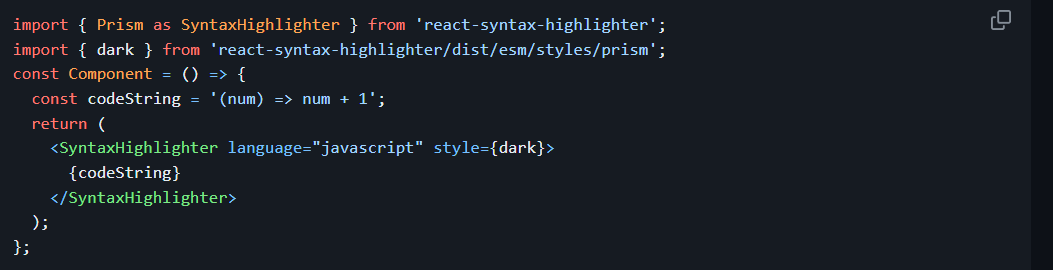 import { Prism as SyntaxHighlighter } from 'react-syntax-highlighter';
import { dark } from 'react-syntax-highlighter/dist/esm/styles/prism';
const Component = () => {
  const codeString = '(num) => num + 1';
  return (
    <SyntaxHighlighter language="javascript" style={dark}>
      {codeString}
    </SyntaxHighlighter>
  );
};